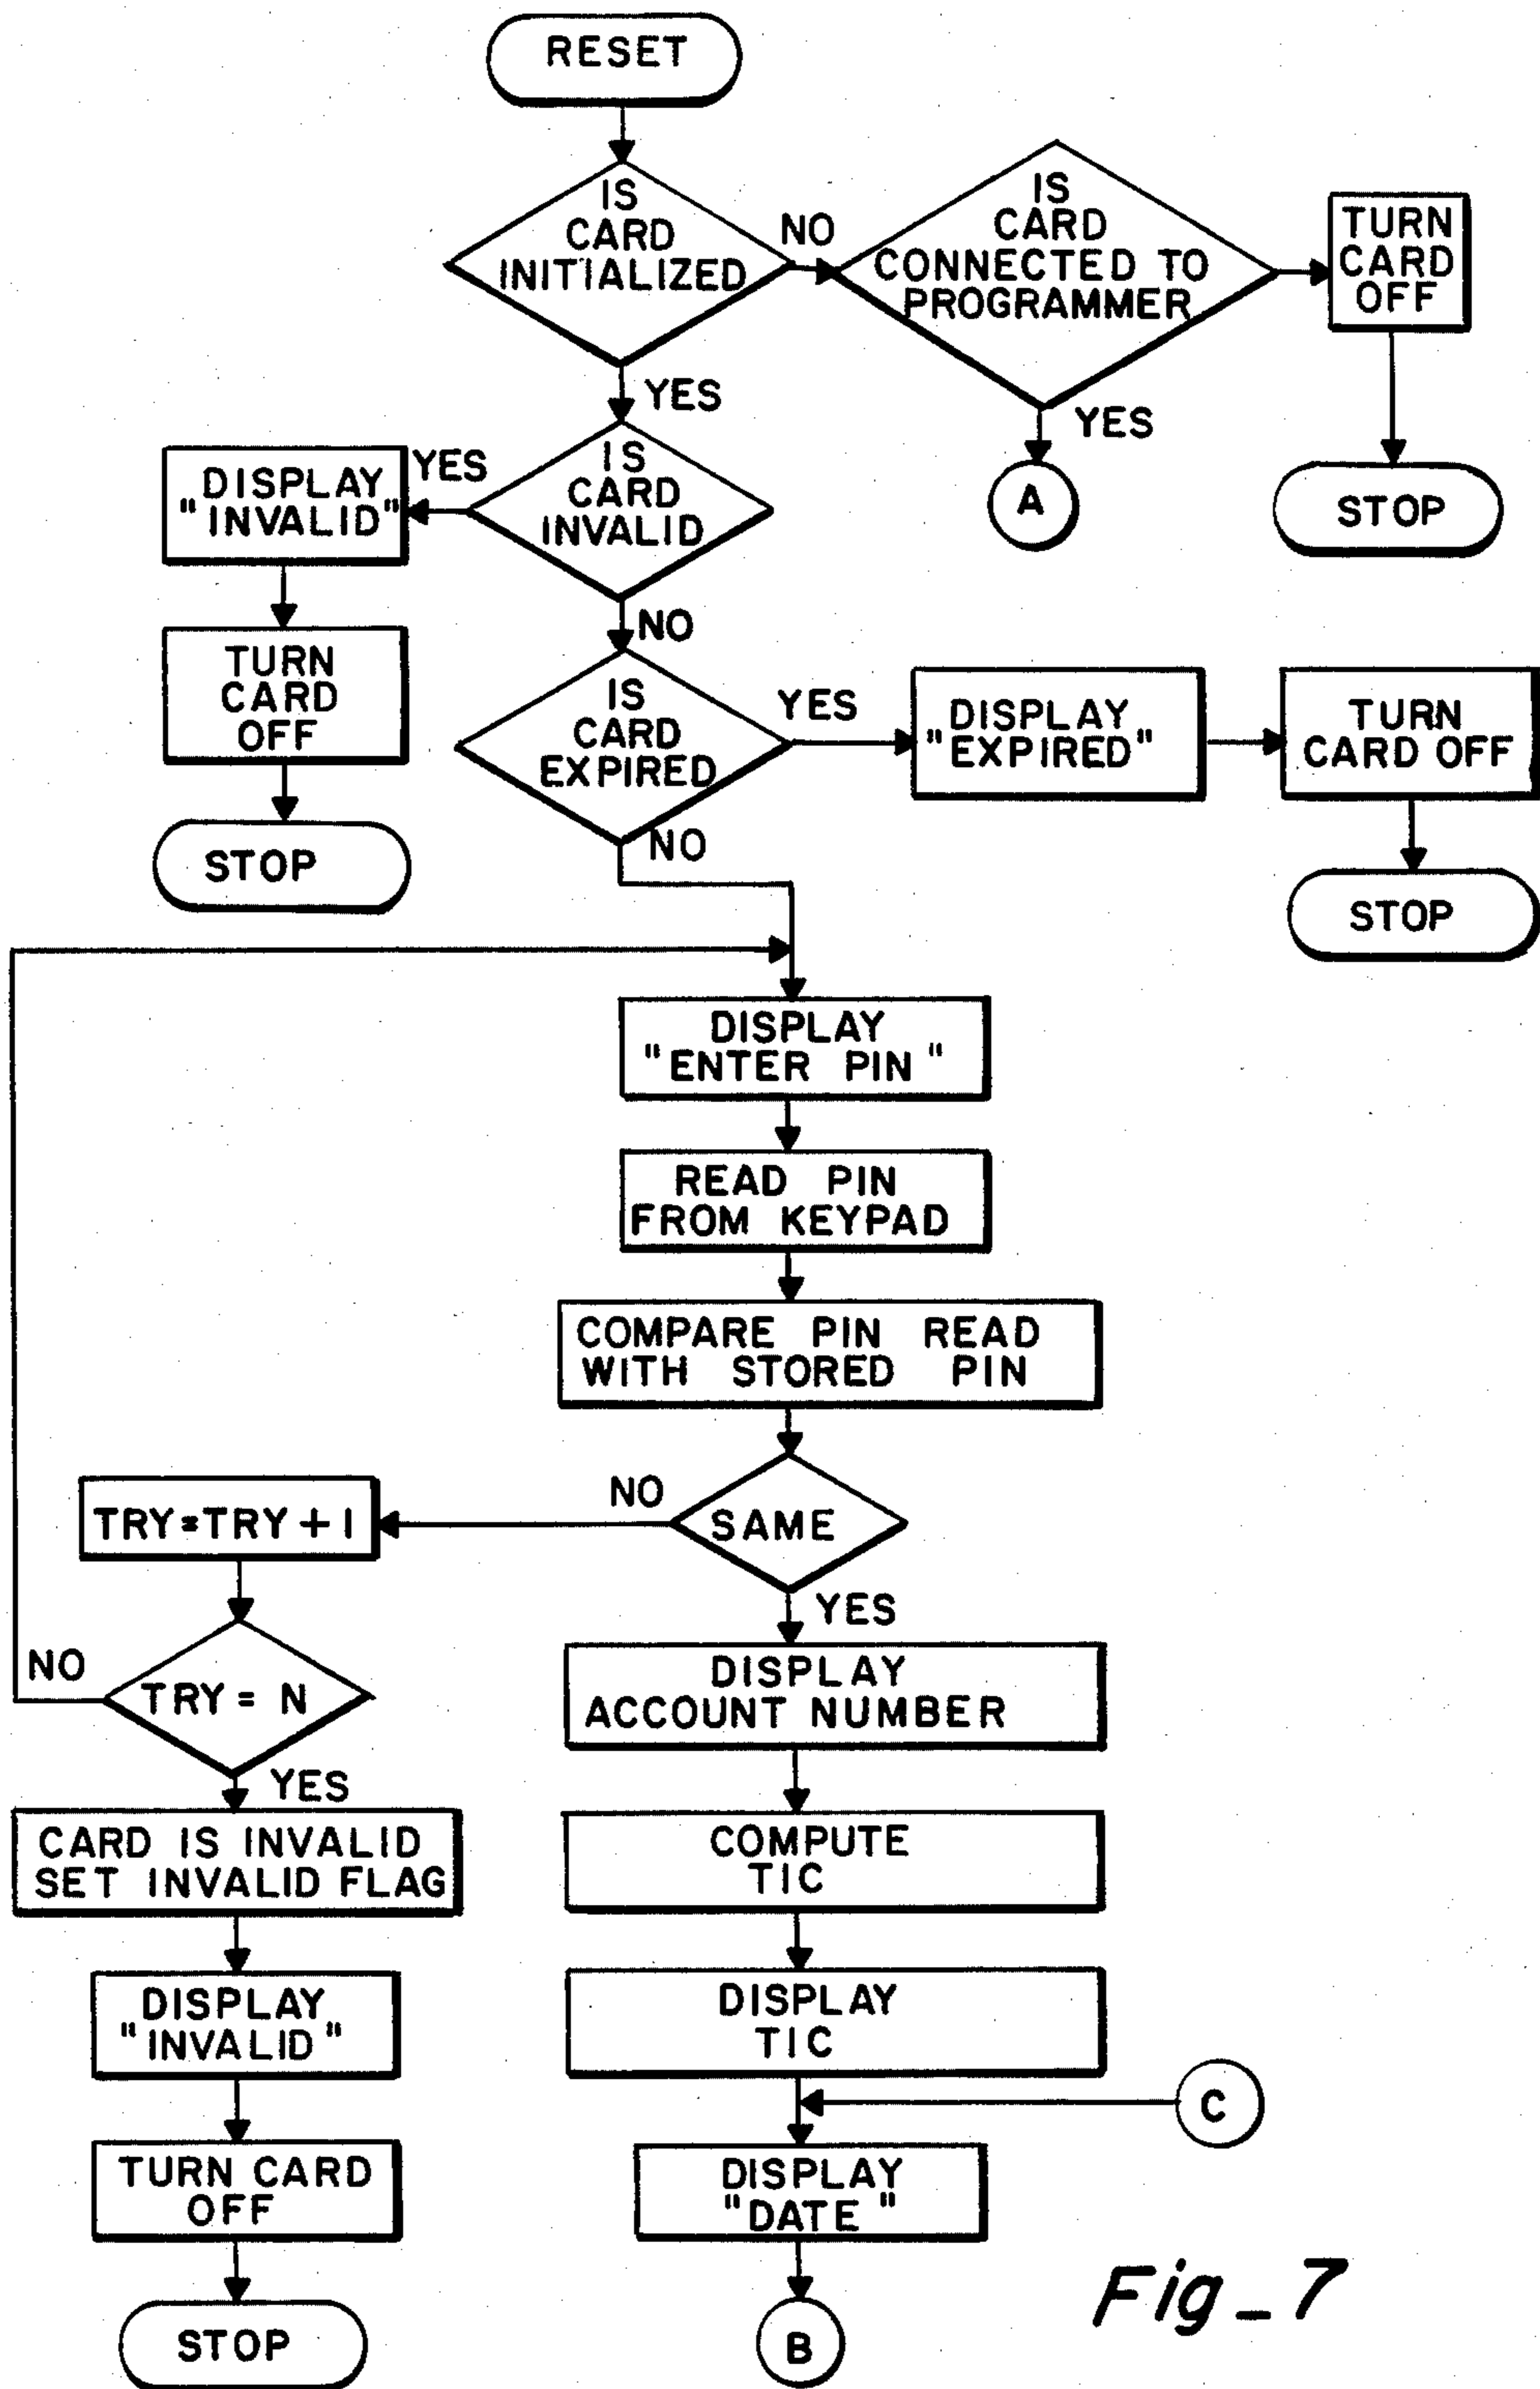 RESET
IS
CARD
INITIALIZED
NO
IS
CARD
CONNECTED TO
PROGRAMMER
TURN
CARD
OFF
YES
YES
A
STOP
IS
CARD
INVALID
YES
DISPLAY
"INVALID"
NO
TURN
CARD
OFF
STOP
IS
CARD
EXPIRED
YES
DISPLAY
"EXPIRED"
TURN
CARD OFF
STOP
NO
DISPLAY
"ENTER PIN"
READ PIN
FROM KEYPAD
COMPARE PIN READ
WITH STORED PIN
SAME
NO
TRY=TRY+1
YES
TRY = N
NO
YES
CARD IS INVALID
SET INVALID FLAG
DISPLAY
"INVALID"
TURN CARD
OFF
STOP
DISPLAY
ACCOUNT NUMBER
COMPUTE
TIC
DISPLAY
TIC
C
DISPLAY
"DATE"
B
Fig_7